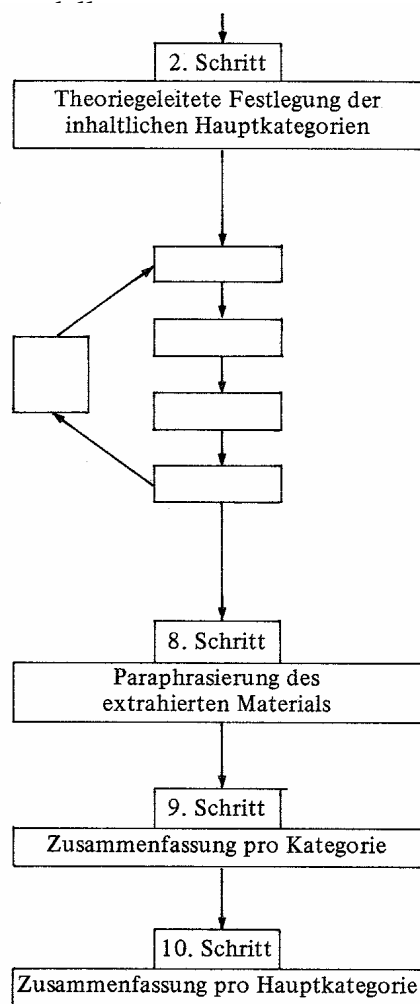 2. Schritt
Theoriegeleitete Festlegung der
inhaltlichen Hauptkategorien
8. Schritt
Paraphrasierung des
extrahierten Materials
9. Schritt
Zusammenfassung pro Kategorie
10. Schritt
Zusammenfassung pro Hauptkategorie